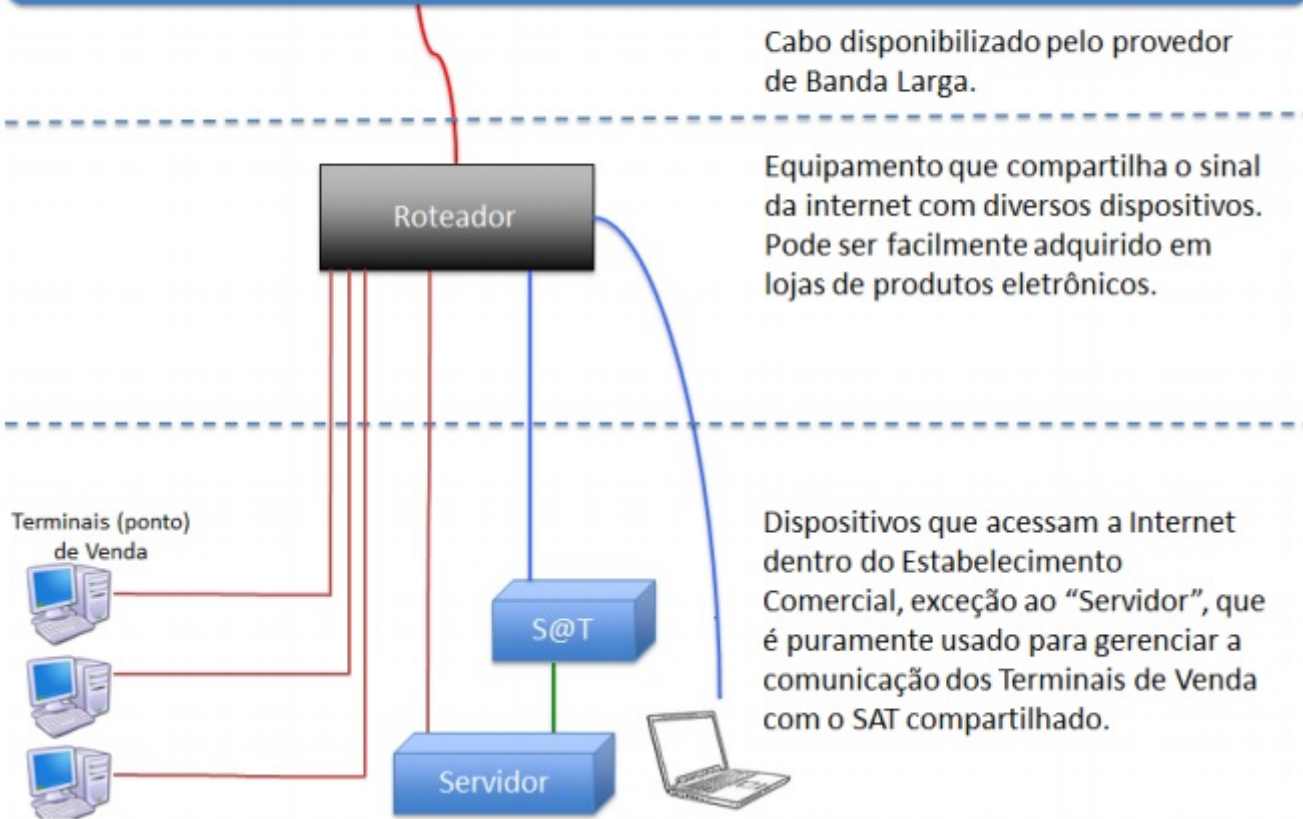 Cabo disponibilizado pelo provedor
de Banda Larga.
Equipamento que compartilha o sinal
da internet com diversos dispositivos.
Pode ser facilmente adquirido em
lojas de produtos eletrônicos.
Roteador
Terminais (ponto)
de Venda
Dispositivos que acessam a Internet
dentro do Estabelecimento
Comercial, exceção ao “Servidor”, que
é puramente usado para gerenciar a
comunicação dos Terminais de Venda
com o SAT compartilhado.
S@T
Servidor